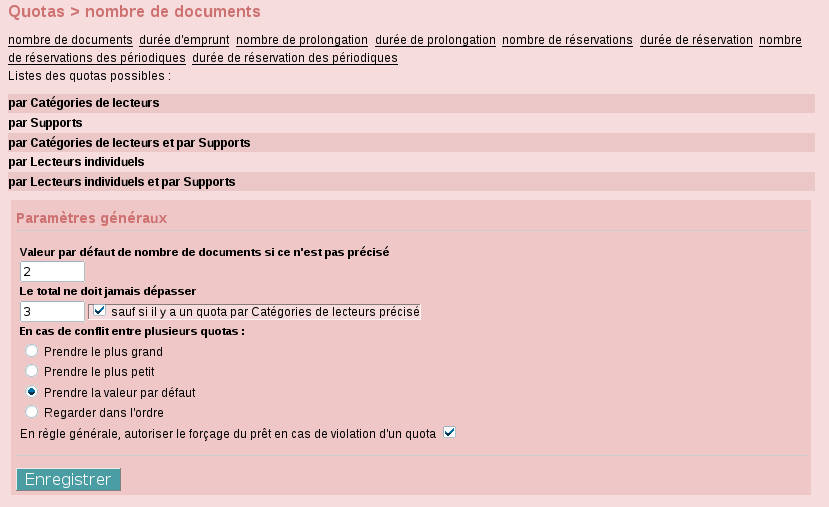 Quotas > nombre de documents
nombre de documents durée d'emprunt nombre de prolongation durée de prolongation nombre de réservations durée de réservation nombre
de réservations des périodiques durée de réservation des périodiques
Listes des quotas possibles :
par Catégories de lecteurs
par Supports
par Catégories de lecteurs et par Supports
par Lecteurs individuels
par Lecteurs individuels et par Supports
Paramètres généraux
Valeur par défaut de nombre de documents si ce n'est pas précisé
2
Le total ne doit jamais dépasser
3 sauf si il y a un quota par Catégories de lecteurs précisé
En cas de conflit entre plusieurs quotas :
Prendre le plus grand
Prendre le plus petit
Prendre la valeur par défaut
Regarder dans l'ordre
En règle générale, autoriser le forçage du prêt en cas de violation d'un quota
Enregistrer